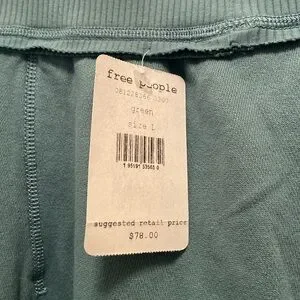 free people
green
size L
suggested retail price
$78.00